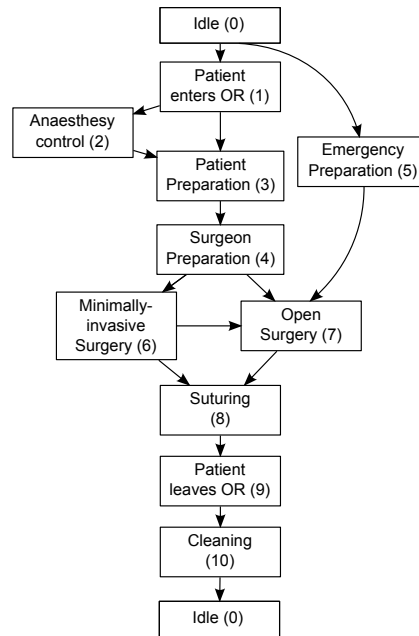 Idle (0)
Patient
enters OR (1)
Anaesthesy
control (2)
Emergency
Preparation (5)
Patient
Preparation (3)
Surgeon
Preparation (4)
Minimally-
invasive
Surgery (6)
Open
Surgery (7)
Suturing
(8)
Patient
leaves OR (9)
Cleaning
(10)
Idle (0)